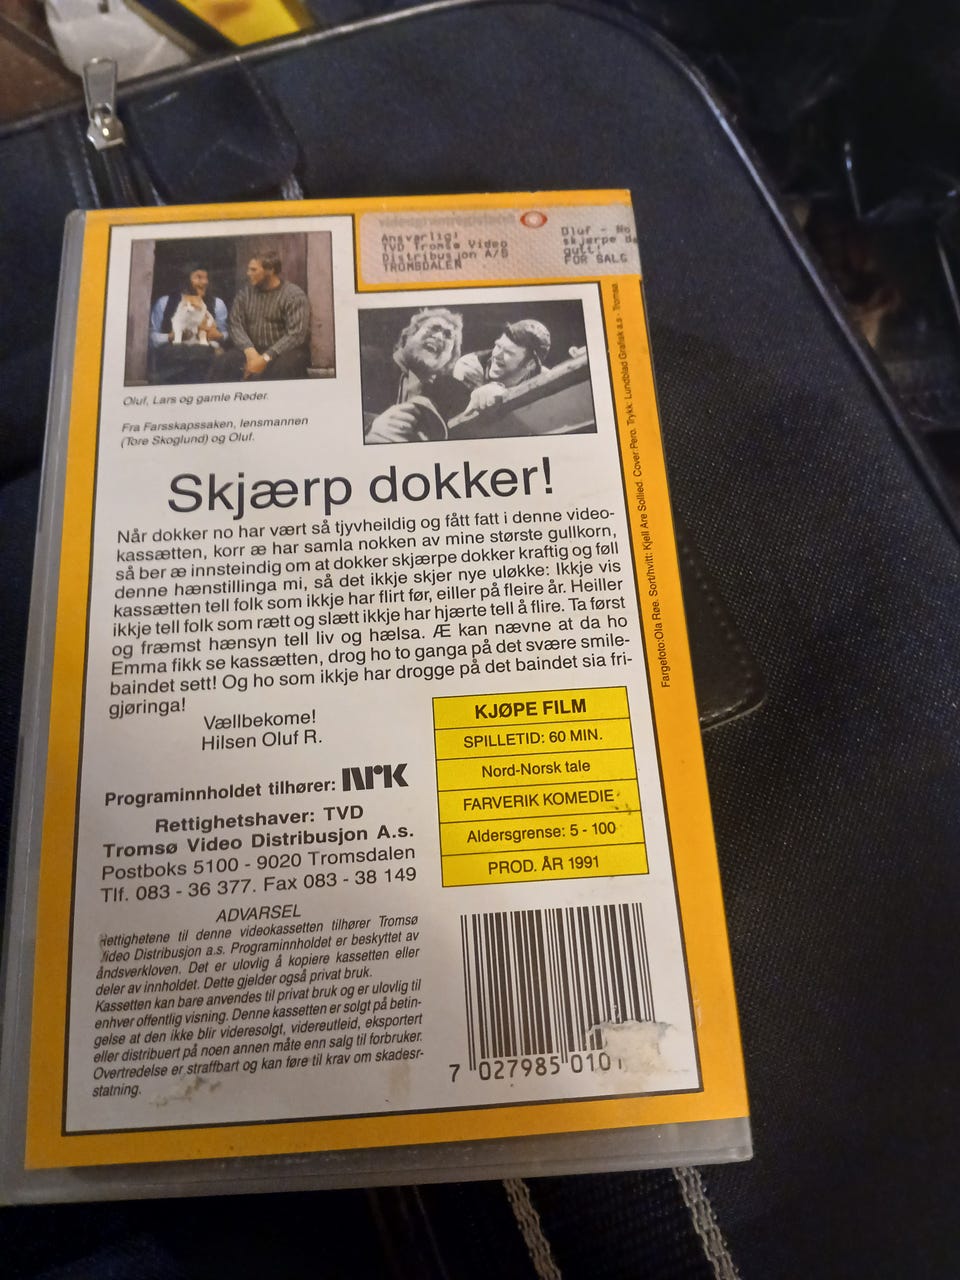 videogramregisteret
Ansvarlig:
TVD Tromsø Video
Distribusjon A/S
TROMSDALEN
Oluf - No
skjerpe d
gutt!
FOR SALG
Oluf, Lars og gamle Røder.
Fra Farsskapssaken, lensmannen
(Tore Skoglund) og Oluf.
Skjærp dokker!
Når dokker no har vært så tjyvheildig og fått fatt i denne video-
kassætten, korr æ har samla nokken av mine største gullkorn,
så ber æ innsteindig om at dokker skjærpe dokker kraftig og føll
denne hænstillinga mi, så det ikkje skjer nye uløkke: Ikkje vis
kassætten tell folk som ikkje har flirt før, eiller på fleire år. Heiller
ikkje tell folk som rætt og slætt ikkje har hjærte tell å flire. Ta først
og fræmst hænsyn tell liv og hælsa. Æ kan nævne at da ho
Emma fikk se kassætten, drog ho to ganga på det svære smile-
baindet sett! Og ho som ikkje har drogge på det baindet sia fri-
gjøringa!
Vællbekome!
Hilsen Oluf R.
KJØPE FILM
SPILLETID: 60 MIN.
Nord-Norsk tale
FARVERIK KOMEDIE
Aldersgrense: 5 - 100
PROD. ÅR 1991
Programinnholdet tilhører: NRK
Rettighetshaver: TVD
Tromsø Video Distribusjon A.s.
Postboks 5100 - 9020 Tromsdalen
Tlf. 083 - 36 377. Fax 083 - 38 149
ADVARSEL
Rettighetene til denne videokassetten tilhører Tromsø
Video Distribusjon a.s. Programinnholdet er beskyttet av
åndsverkloven. Det er ulovlig å kopiere kassetten eller
deler av innholdet. Dette gjelder også privat bruk.
Kassetten kan bare anvendes til privat bruk og er ulovlig til
enhver offentlig visning. Denne kassetten er solgt på betin-
gelse at den ikke blir videresolgt, videreutleid, eksportert
eller distribuert på noen annen måte enn salg til forbruker.
Overtredelse er straffbart og kan føre til krav om skadesr-
statning.
7 027985 010
Fargefoto:Ola Røe. Sort/hvitt: Kjell Are Sollied. Cover:Pero. Trykk: Lundblad Grafisk a.s - Tromsø